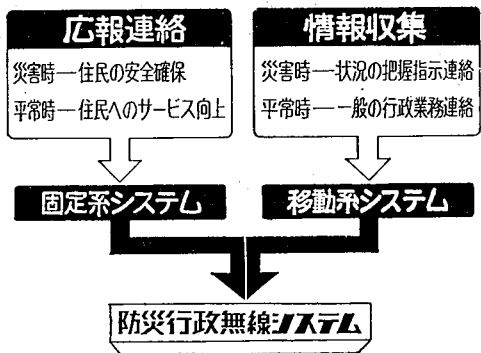 広報連絡
災害時―住民の安全確保
平常時―住民へのサービス向上
情報収集
災害時―状況の把握指示連絡
平常時―一般の行政業務連絡
固定系システム
移動系システム
防災行政無線システム